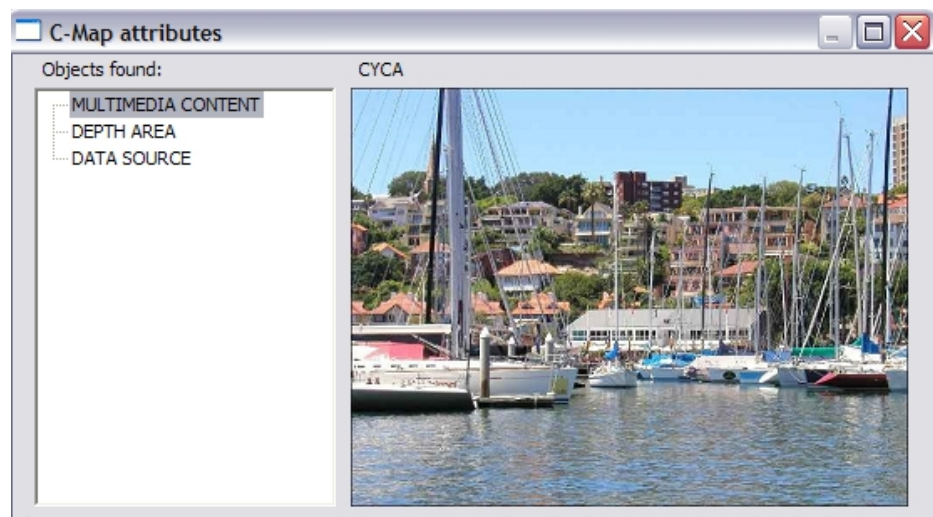 C-Map attributes
Objects found:
CYCA
MULTIMEDIA CONTENT
DEPTH AREA
DATA SOURCE